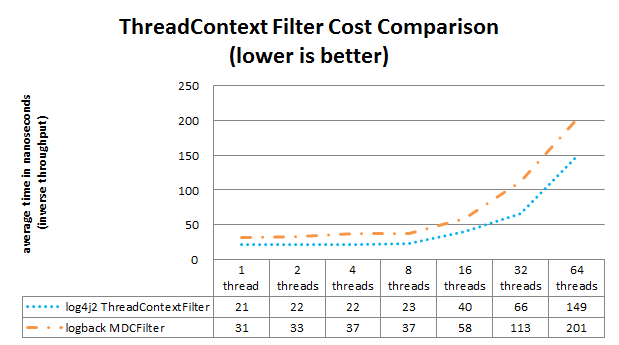 ThreadContext Filter Cost Comparison
(lower is better)
average time in nanoseconds
(inverse throughput)
250
200
150
100
50
0
1 2 4 8 16 32 64
thread threads threads threads threads threads threads
log4j2 ThreadContextFilter 21 22 22 23 40 66 149
logback MDCFilter 31 33 37 37 58 113 201